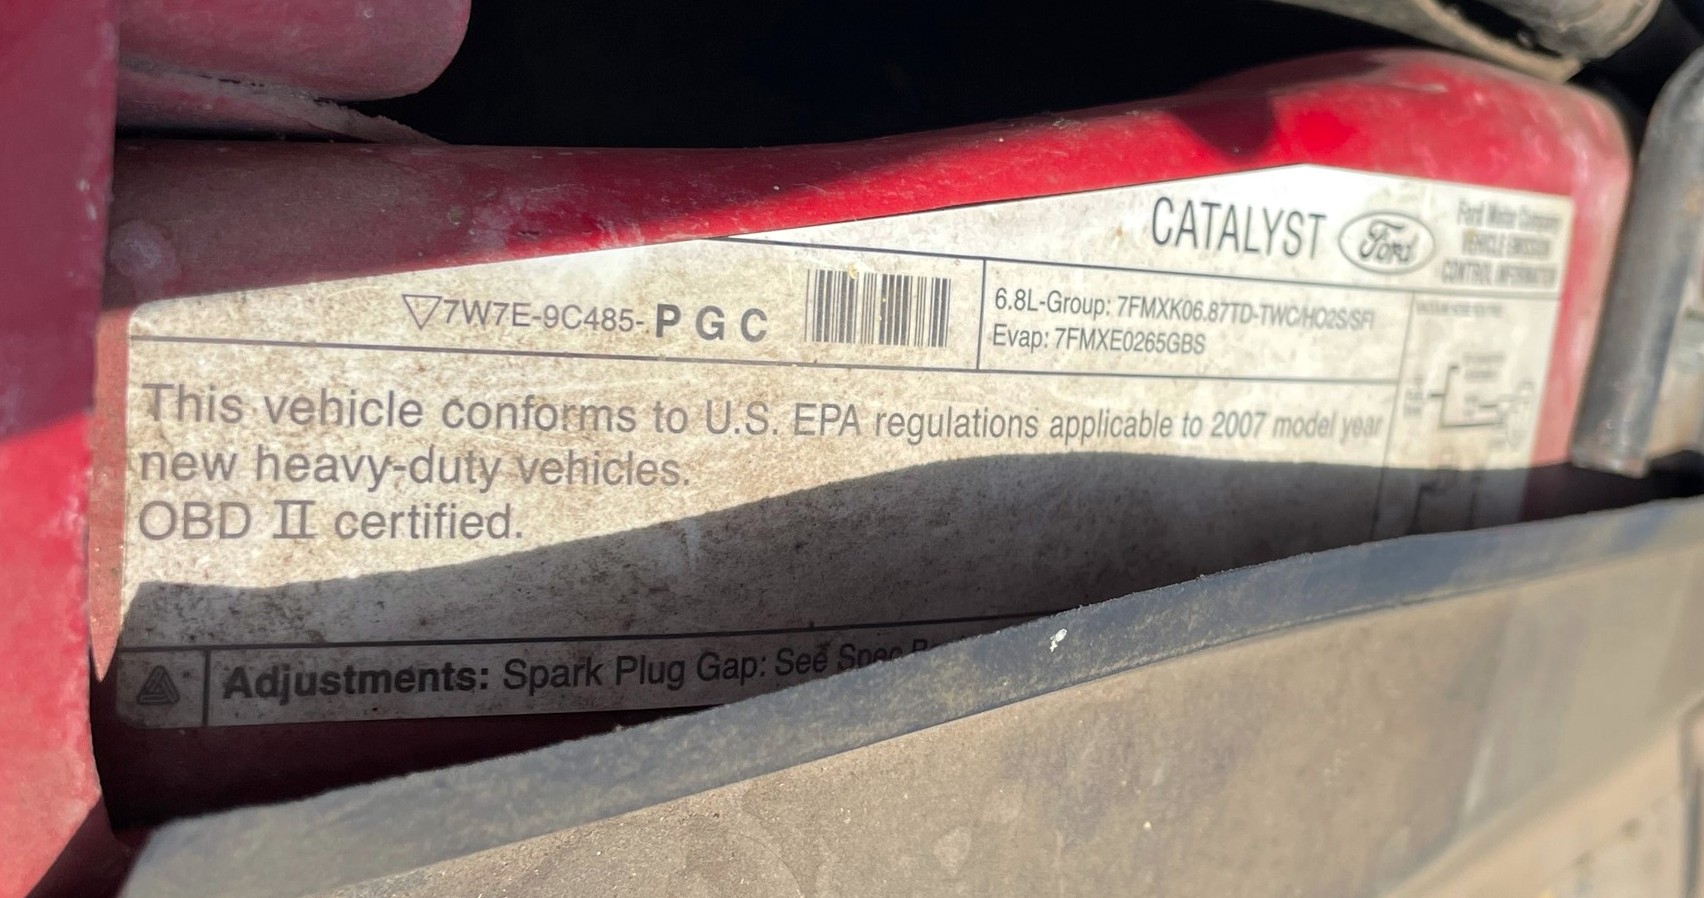 CATALYST Ford
Ford Motor Company
VEHICLE EMISSION
CONTROL INFORMATION
7W7E-9C485- P G C
6.8L-Group: 7FMXK06.87TD-TWC/HO2S/SFI
Evap: 7FMXE0265GBS
This vehicle conforms to U.S. EPA regulations applicable to 2007 model year
new heavy-duty vehicles.
OBD II certified.
Adjustments: Spark Plug Gap: See Spec